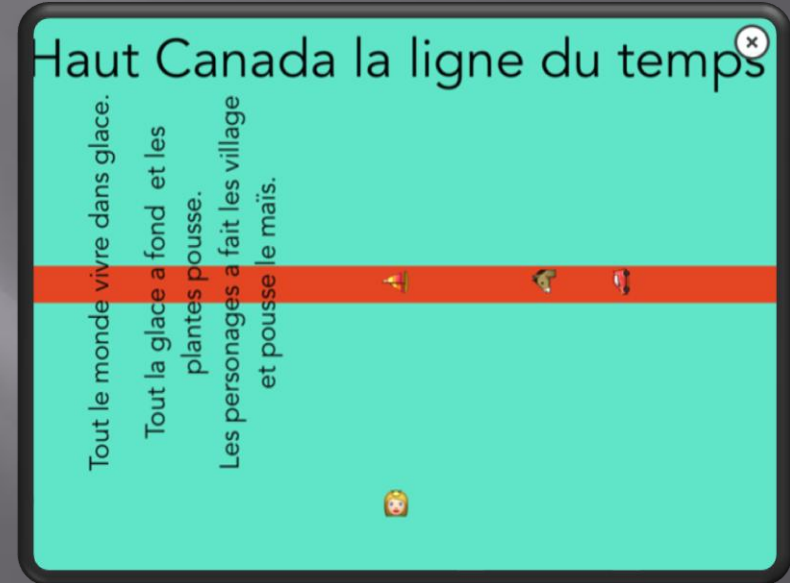 Haut Canada la ligne du temps
Tout le monde vivre dans glace.
Tout la glace a fond et les
plantes pousse.
Les personages a fait les village
et pousse le maïs.